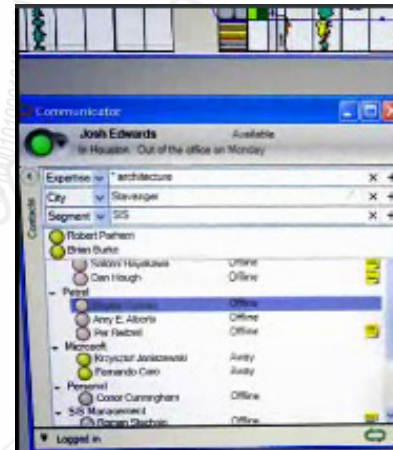 Communicator
Josh Edwards Available
In Houston. Out of the office on Monday
Contacts
Expertise * architecture
City Stavanger
Segment SIS
Robert Parham
Brian Burke
Offline
Dan Hough Offline
Petrel
Offline
Amy E. Alberts Offline
Per Offline
Microsoft
Krzysztof Away
Fernando Caro Away
Personal
Conor Cunningham Offline
SIS Management
Offline
Logged in